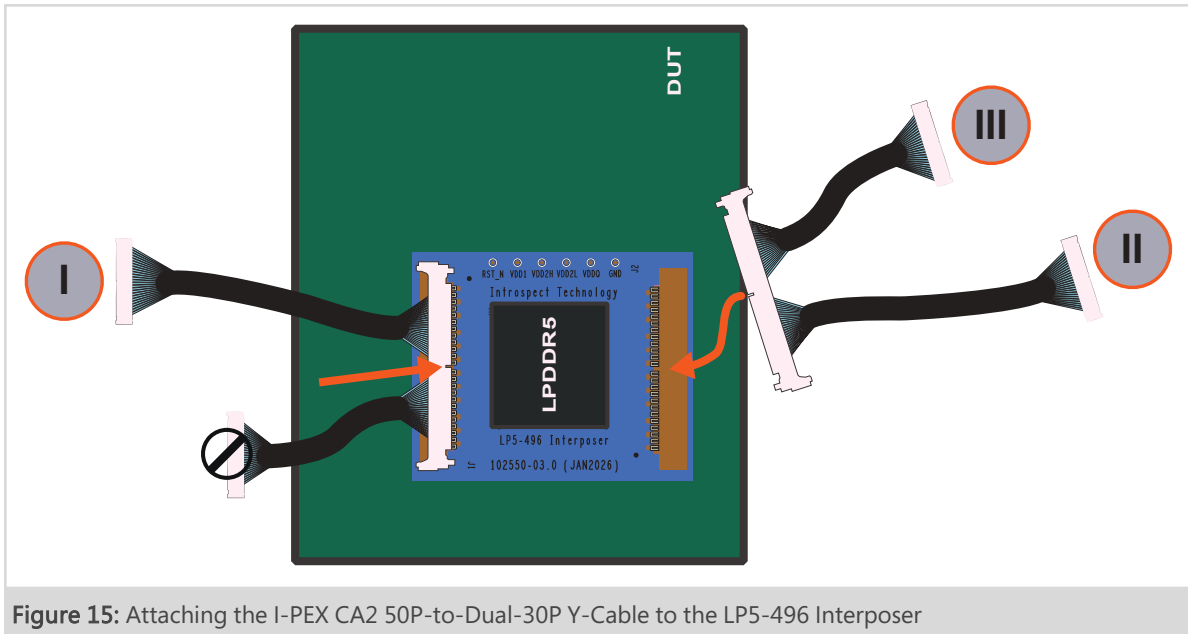 DUT
III
II
I
RST_N VDD1 VDD2H VDD2L VDDQ GND
J2
Introspect Technology
LPDDR5
LP5-496 Interposer
J1
102550-03.0 (JAN2026)
Figure 15: Attaching the I-PEX CA2 50P-to-Dual-30P Y-Cable to the LP5-496 Interposer